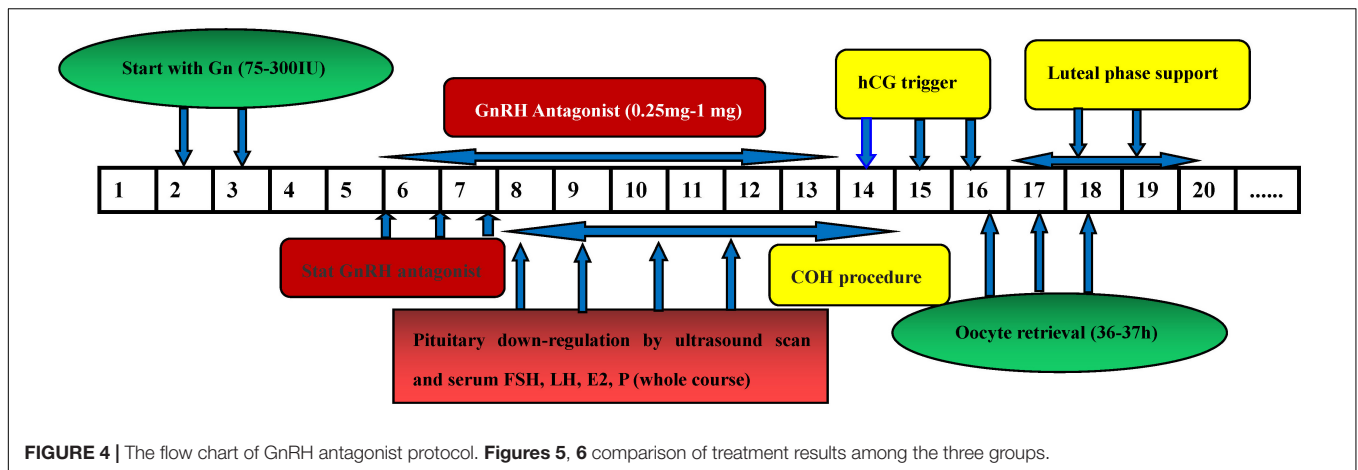 Start with Gn (75-300IU)
GnRH Antagonist (0.25mg-1 mg)
hCG trigger
Luteal phase support
1 2 3 4 5 6 7 8 9 10 11 12 13 14 15 16 17 18 19 20 ......
Stat GnRH antagonist
COH procedure
Pituitary down-regulation by ultrasound scan
and serum FSH, LH, E2, P (whole course)
Oocyte retrieval (36-37h)
FIGURE 4 | The flow chart of GnRH antagonist protocol. Figures 5, 6 comparison of treatment results among the three groups.